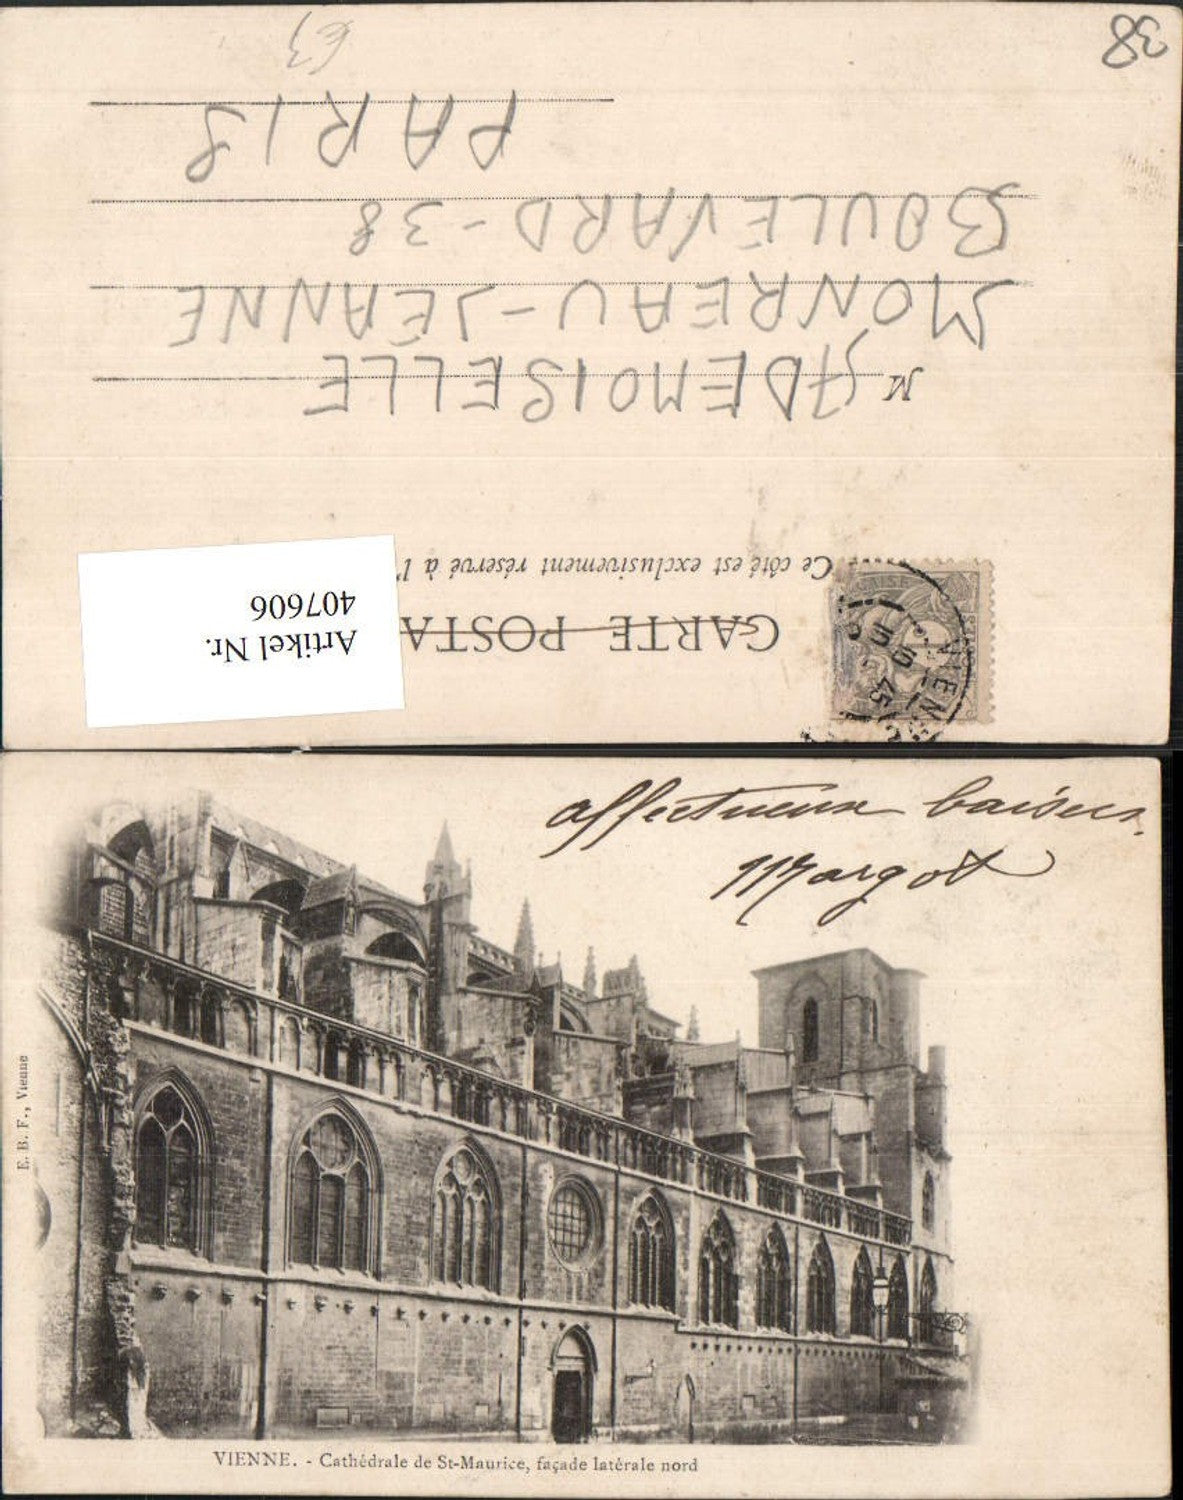 38
CARTE POSTA
Ce côté est exclusivement réservé à l'
Artikel Nr.
407606
MADEMOISELLE
MONREAU-JEANNE
BOULEVARD-38
PARIS
affectueux baisers.
Margot
E. B. F., Vienne
VIENNE. - Cathédrale de St-Maurice, façade latérale nord